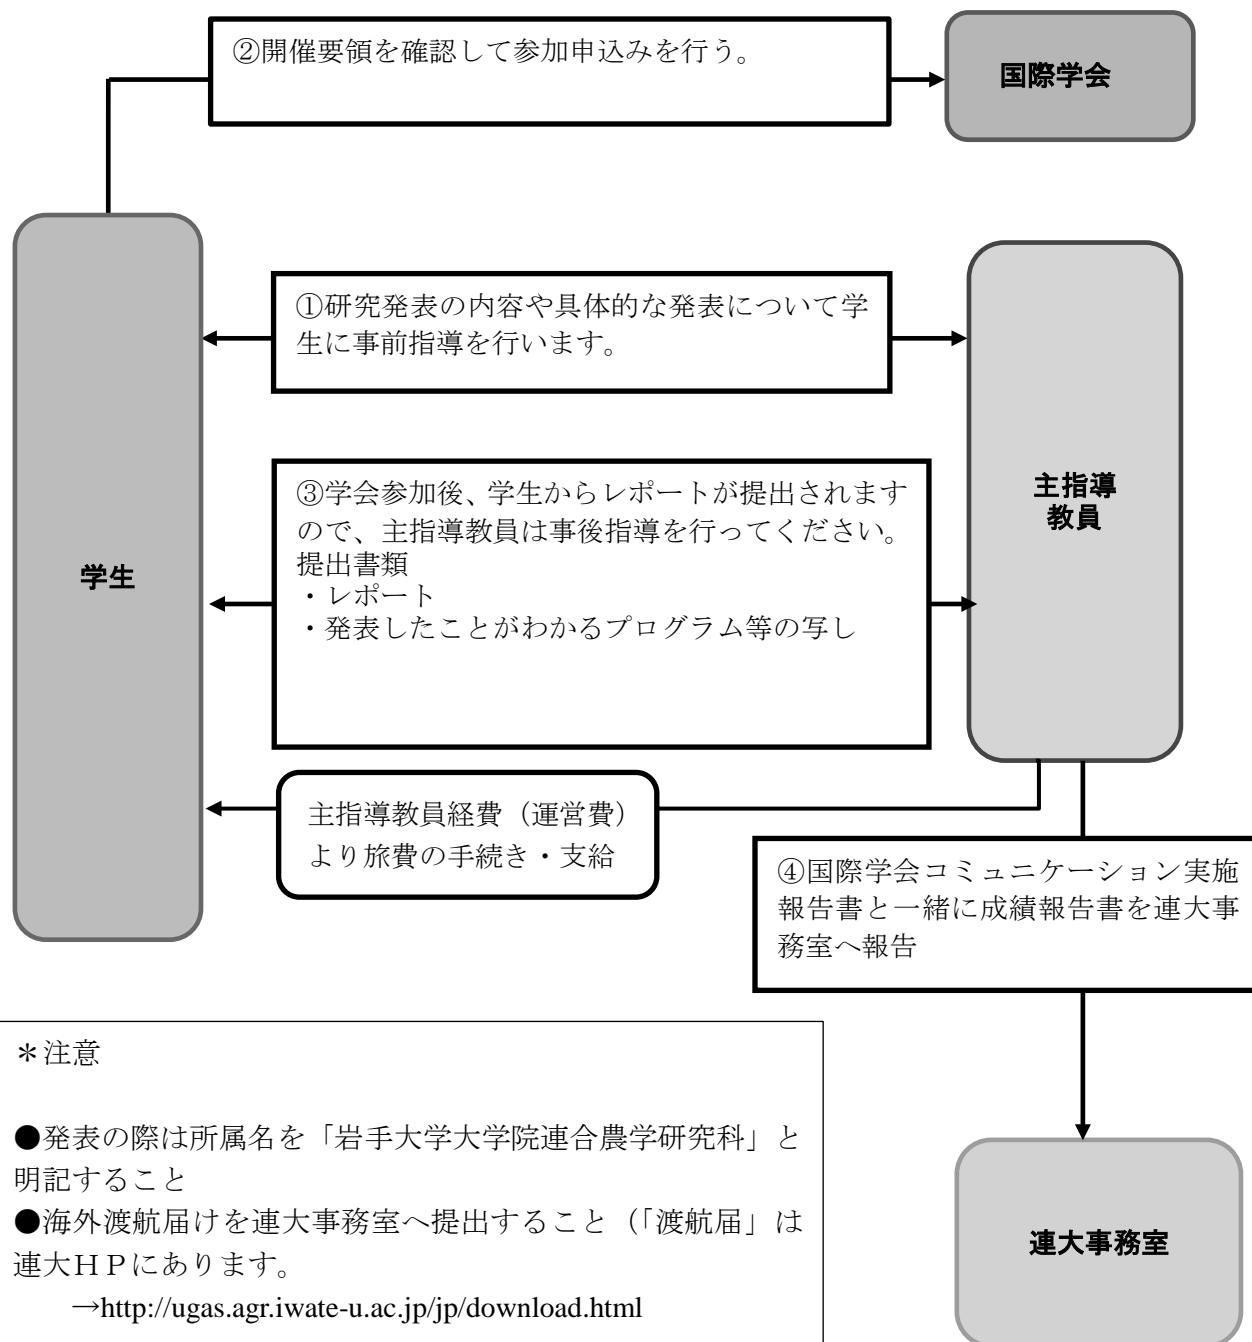 ②開催要領を確認して参加申込みを行う。
国際学会
①研究発表の内容や具体的な発表について学
生に事前指導を行います。
③学会参加後、学生からレポートが提出されます
ので、主指導教員は事後指導を行ってください。
提出書類
・レポート
・発表したことがわかるプログラム等の写し
主指導
教員
学生
主指導教員経費（運営費）
より旅費の手続き・支給
④国際学会コミュニケーション実施
報告書と一緒に成績報告書を連大事
務室へ報告
＊注意
●発表の際は所属名を「岩手大学大学院連合農学研究科」と
明記すること
●海外渡航届けを連大事務室へ提出すること（「渡航届」は
連大ＨＰにあります。
→http://ugas.agr.iwate-u.ac.jp/jp/download.html
連大事務室